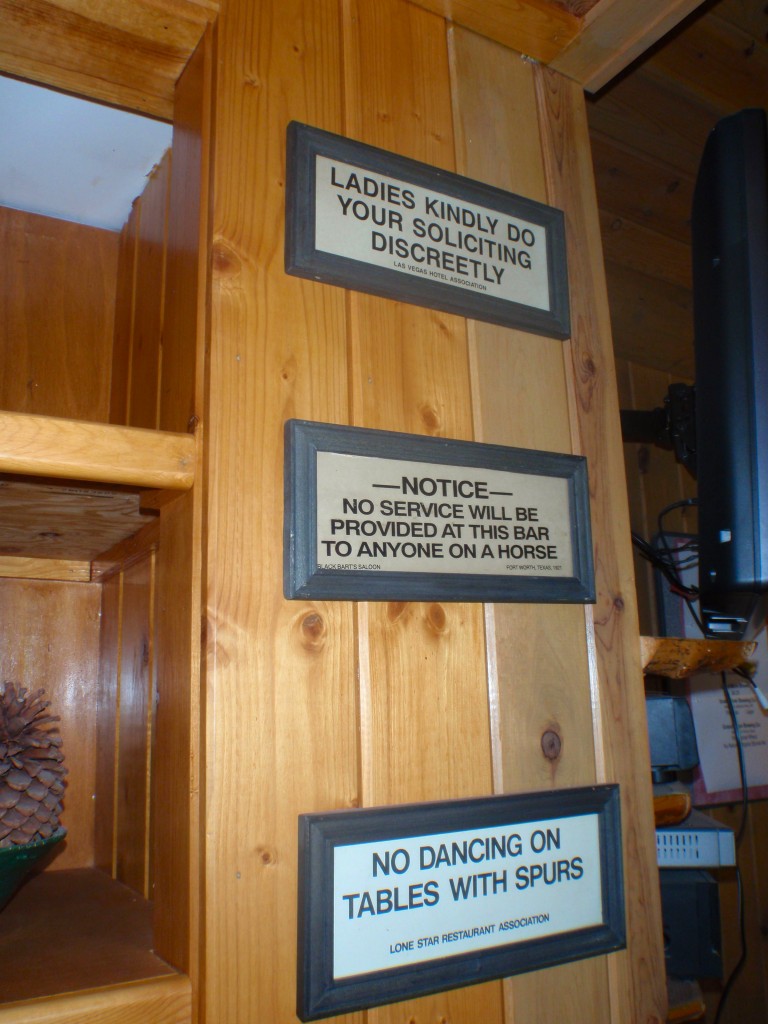 LADIES KINDLY DO
YOUR SOLICITING
DISCREETLY
LAS VEGAS HOTEL ASSOCIATION
—NOTICE—
NO SERVICE WILL BE
PROVIDED AT THIS BAR
TO ANYONE ON A HORSE
BLACK BART'S SALOON
FORT WORTH, TEXAS,
NO DANCING ON
TABLES WITH SPURS
LONE STAR RESTAURANT ASSOCIATION